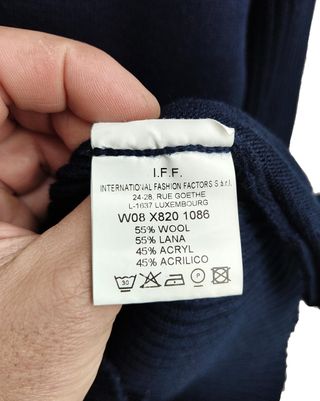 I.F.F.
INTERNATIONAL FASHION FACTORS S.à r.l.
24-28, RUE GOETHE
L-1637 LUXEMBOURG
W08 X820 1086
55% WOOL
55% LANA
45% ACRYL
45% ACRILICO
30
P